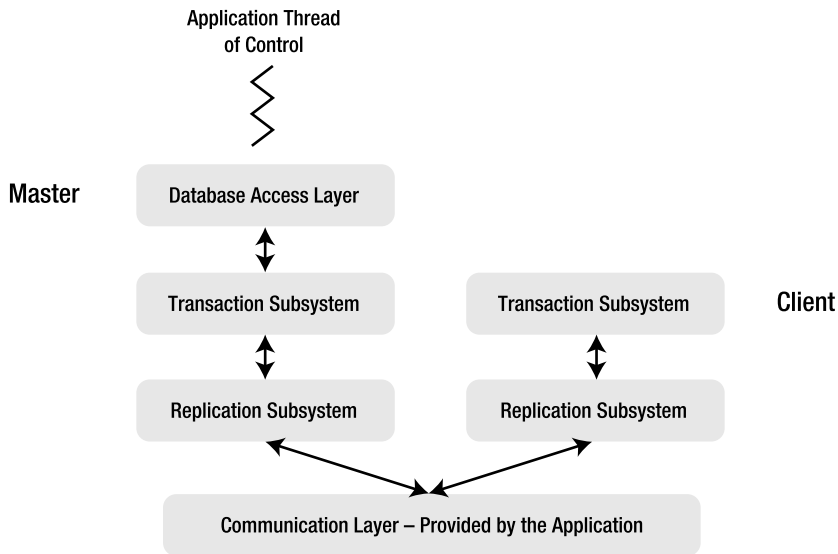 Application Thread
of Control
Master
Database Access Layer
Transaction Subsystem
Transaction Subsystem
Client
Replication Subsystem
Replication Subsystem
Communication Layer – Provided by the Application